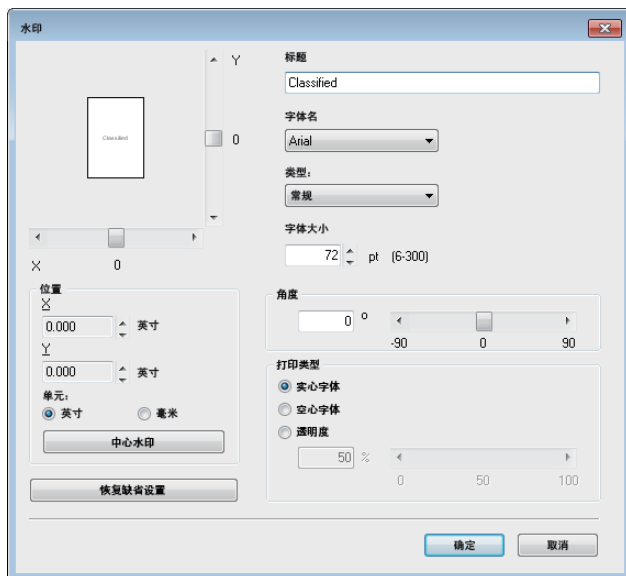 水印
Y
Classified
0
X 0
位置
X
0.000 英寸
Y
0.000 英寸
单元:
英寸 毫米
中心水印
恢复缺省设置
标题
Classified
字体名
Arial
类型:
常规
字体大小
72 pt (6-300)
角度
0 °
-90 0 90
打印类型
实心字体
空心字体
透明度
50 %
0 50 100
确定 取消